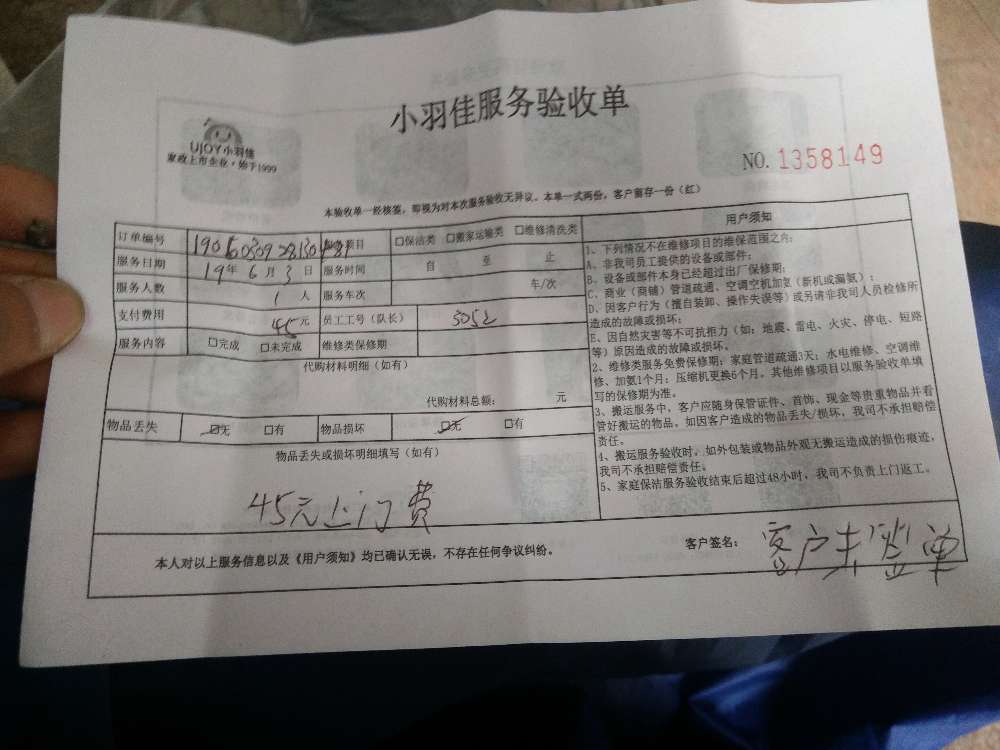 小羽佳服务验收单
UJOY小羽佳
家政上市企业·始于1999
NO. 1358149
本验收单一经核签，即视为对本次服务验收无异议。本单一式两份，客户留存一份（红）
订单编号 项目 □保洁类 □搬家运输类 □维修清洗类
服务日期 19年6月3日 服务时间 自 至 止
服务人数 1人 服务车次 车/次
支付费用 45元 员工工号（队长） 5052
服务内容 □完成 □未完成 维修类保修期
代购材料明细（如有）
代购材料总额： 元
物品丢失 ☑无 □有 物品损坏 ☑无 □有
物品丢失或损坏明细填写（如有）
45元上门费
用户须知
1、下列情况不在维修项目的维保范围之内：
A、非我司员工提供的设备或部件；
B、设备或部件本身已经超过出厂保修期；
C、商业（商铺）管道疏通、空调空机加氨（新机或漏氨）；
D、因客户行为（擅自装卸、操作失误等）或另请非我司人员检修所
造成的故障或损坏；
E、因自然灾害等不可抗拒力（如：地震、雷电、火灾、停电、短路
等）原因造成的故障或损坏。
2、维修类服务免费保修期：家庭管道疏通3天；水电维修、空调维
修、加氨1个月；压缩机更换6个月。其他维修项目以服务验收单填
写的保修期为准。
3、搬运服务中，客户应随身保管证件、首饰、现金等贵重物品并看
管好搬运的物品。如因客户造成的物品丢失/损坏，我司不承担赔偿
责任。
4、搬运服务验收时，如外包装或物品外观无搬运造成的损伤痕迹，
我司不承担赔偿责任。
5、家庭保洁服务验收结束后超过48小时，我司不负责上门返工。
本人对以上服务信息以及《用户须知》均已确认无误，不存在任何争议纠纷。
客户签名： 客户未签单